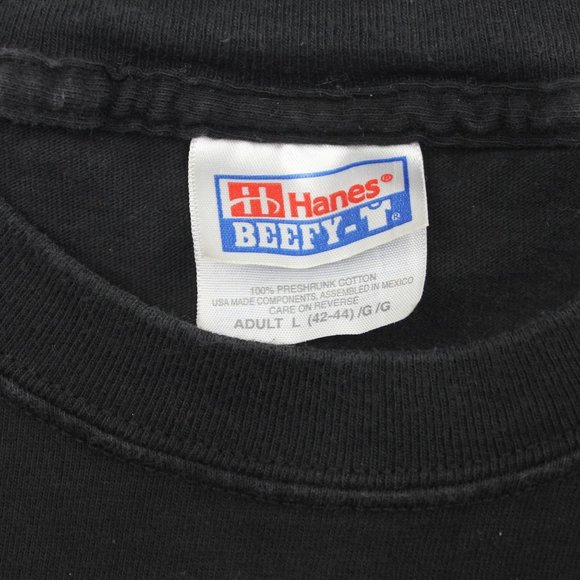 Hanes®
BEEFY-T®
100% PRESHRUNK COTTON
USA MADE COMPONENTS, ASSEMBLED IN MEXICO
CARE ON REVERSE
ADULT L (42-44) /G /G